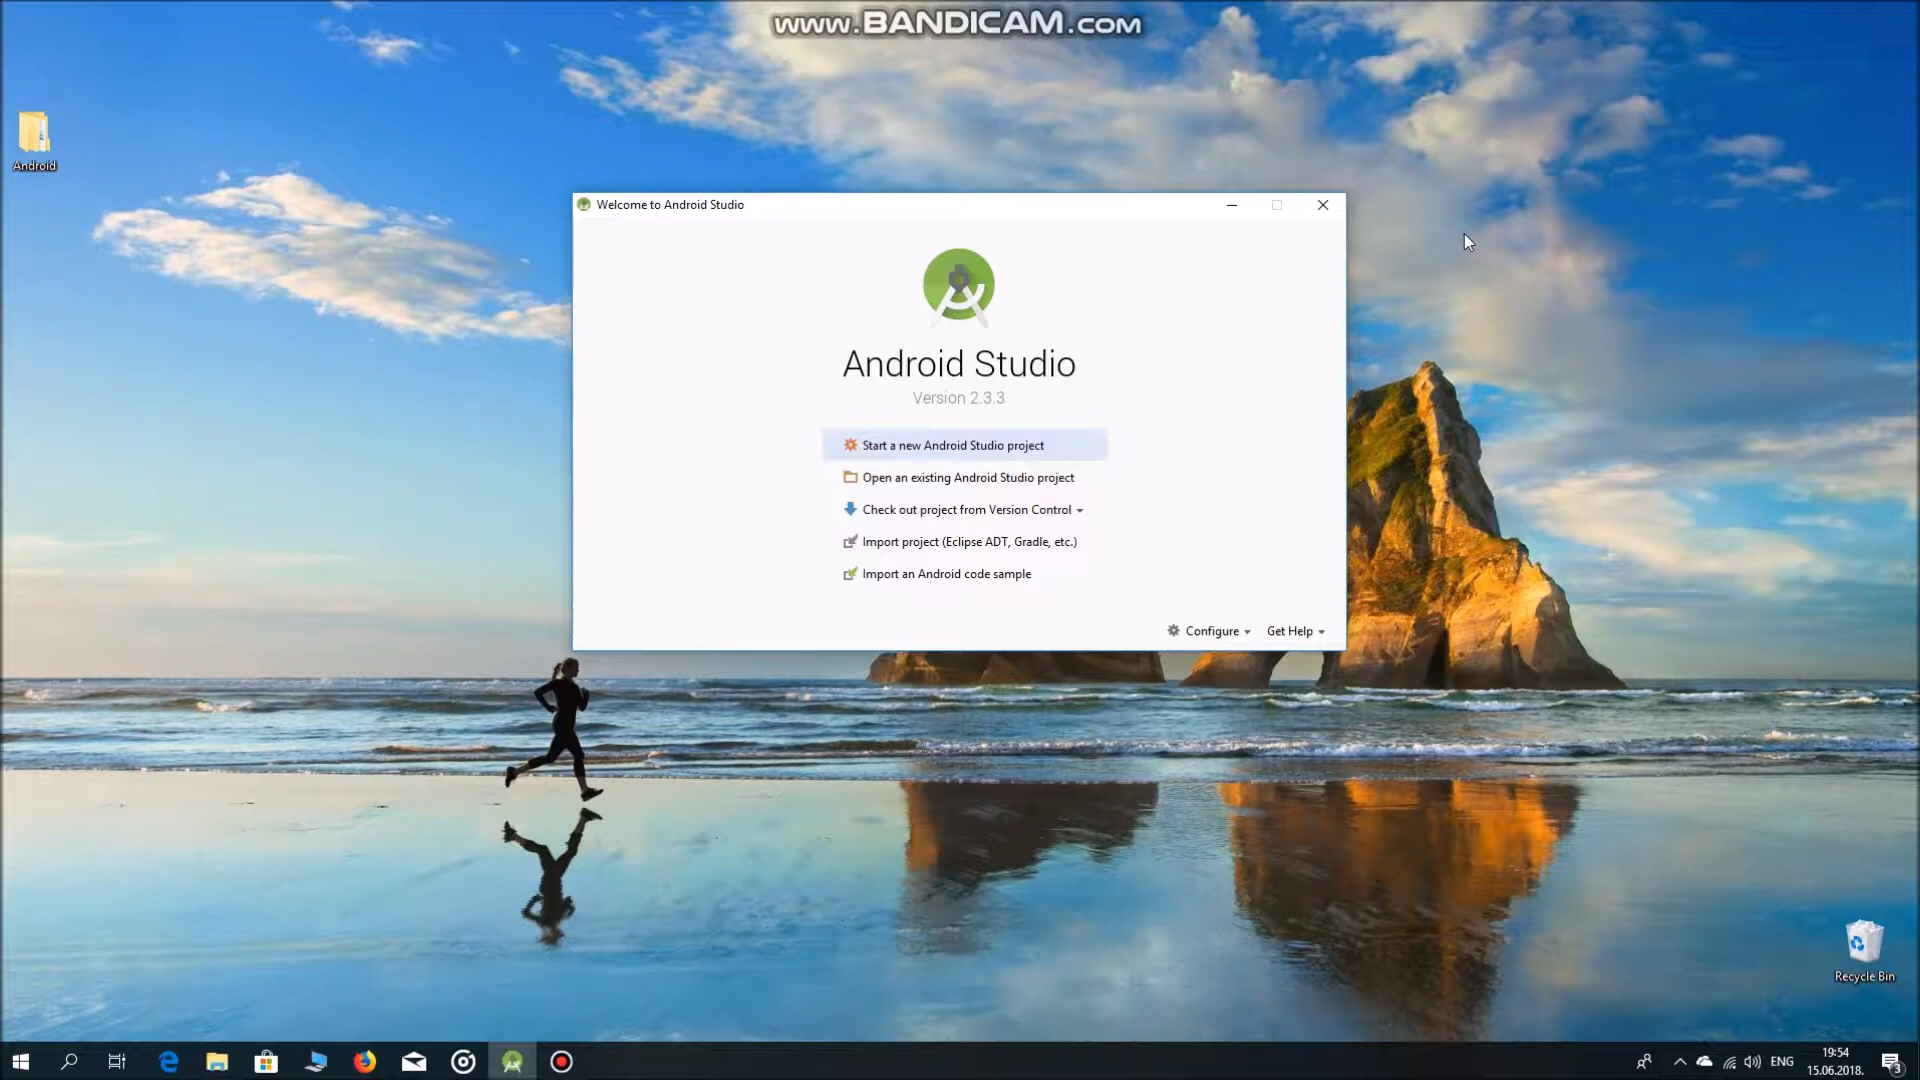 www.BANDICAM.com
Android
Welcome to Android Studio
Android Studio
Version 2.3.3
Start a new Android Studio project
Open an existing Android Studio project
Check out project from Version Control
Import project (Eclipse ADT, Gradle, etc.)
Import an Android code sample
Configure
Get Help
Recycle Bin
ENG
19:54
15.06.2018.
3